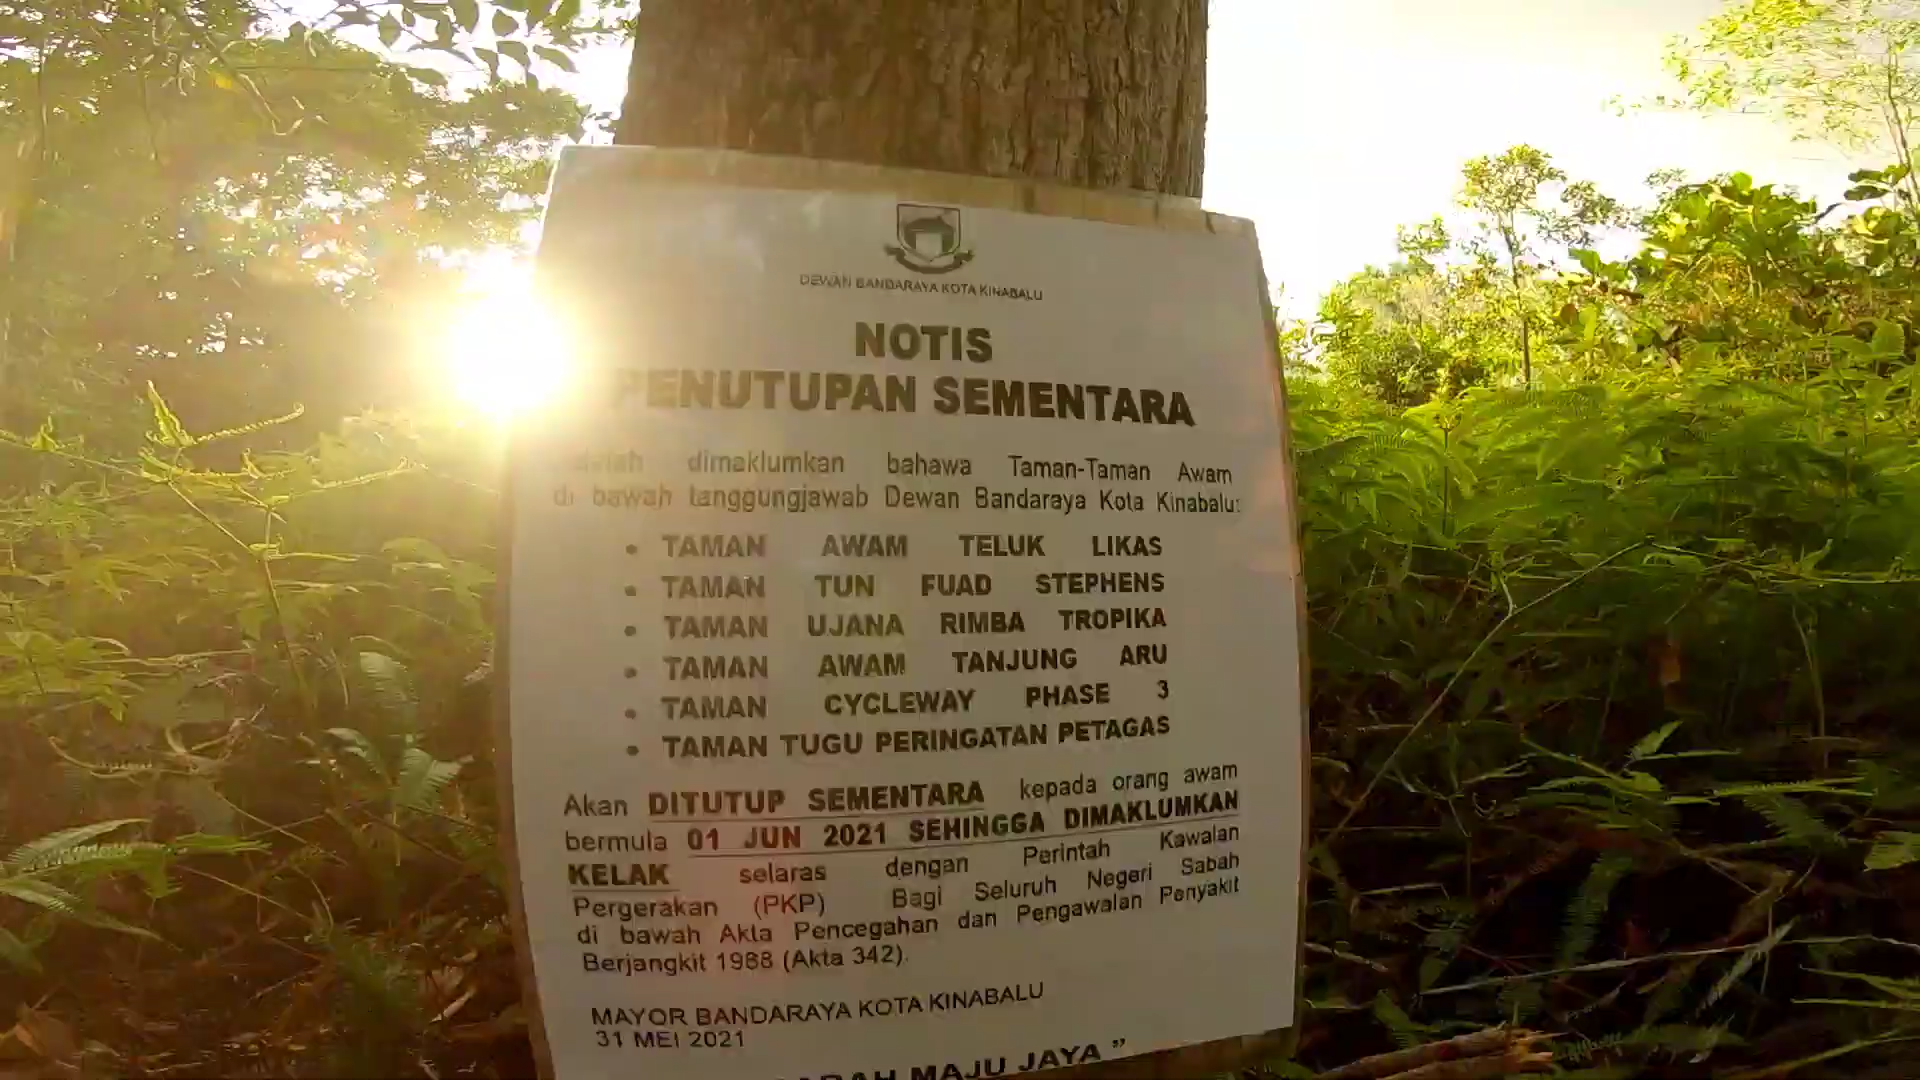 DEWAN BANDARAYA KOTA KINABALU
NOTIS
PENUTUPAN SEMENTARA
dimaklumkan bahawa Taman-Taman Awam
di bawah tanggungjawab Dewan Bandaraya Kota Kinabalu:
• TAMAN AWAM TELUK LIKAS
• TAMAN TUN FUAD STEPHENS
• TAMAN UJANA RIMBA TROPIKA
• TAMAN AWAM TANJUNG ARU
• TAMAN CYCLEWAY PHASE 3
• TAMAN TUGU PERINGATAN PETAGAS
Akan DITUTUP SEMENTARA kepada orang awam
bermula 01 JUN 2021 SEHINGGA DIMAKLUMKAN
KELAK selaras dengan Perintah Kawalan
Pergerakan (PKP) Bagi Seluruh Negeri Sabah
di bawah Akta Pencegahan dan Pengawalan Penyakit
Berjangkit 1988 (Akta 342).
MAYOR BANDARAYA KOTA KINABALU
31 MEI 2021
MAJU JAYA ”